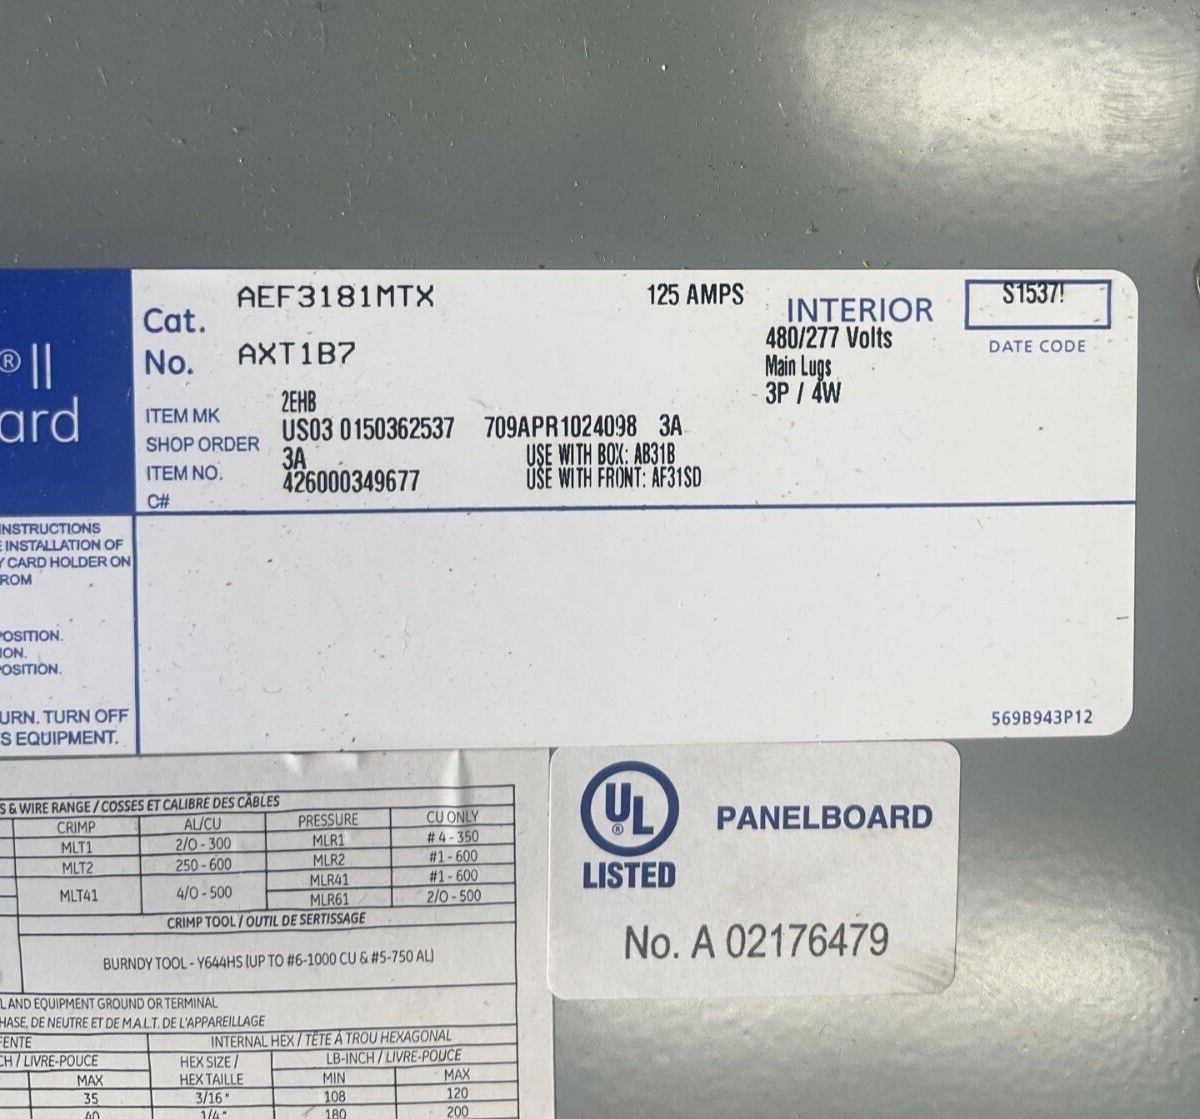 ® II
ard
Cat.
No.
AEF3181MTX
AXT1B7
125 AMPS
INTERIOR
480/277 Volts
Main Lugs
3P / 4W
S1537!
DATE CODE
ITEM MK 2EHB
SHOP ORDER US03 0150362537 709APR1024098 3A
ITEM NO. 3A USE WITH BOX: AB31B
C# 426000349677 USE WITH FRONT: AF31SD
INSTRUCTIONS
E INSTALLATION OF
Y CARD HOLDER ON
ROM
POSITION.
ION.
POSITION.
URN. TURN OFF
S EQUIPMENT.
569B943P12
S & WIRE RANGE / COSSES ET CALIBRE DES CÂBLES
CRIMP AL/CU PRESSURE CU ONLY
MLT1 2/0 - 300 MLR1 # 4 - 350
MLT2 250 - 600 MLR2 #1 - 600
MLT41 4/0 - 500 MLR41 #1 - 600
MLR61 2/0 - 500
CRIMP TOOL / OUTIL DE SERTISSAGE
BURNDY TOOL - Y644HS (UP TO #6-1000 CU & #5-750 AL)
L AND EQUIPMENT GROUND OR TERMINAL
HASE, DE NEUTRE ET DE M.A.L.T. DE L'APPAREILLAGE
FENTE INTERNAL HEX / TÊTE À TROU HEXAGONAL
CH / LIVRE-POUCE HEX SIZE / LB-INCH / LIVRE-POUCE
MAX HEX TAILLE MIN MAX
35 3/16" 108 120
40 1/4" 180 200
UL ®
LISTED
PANELBOARD
No. A 02176479